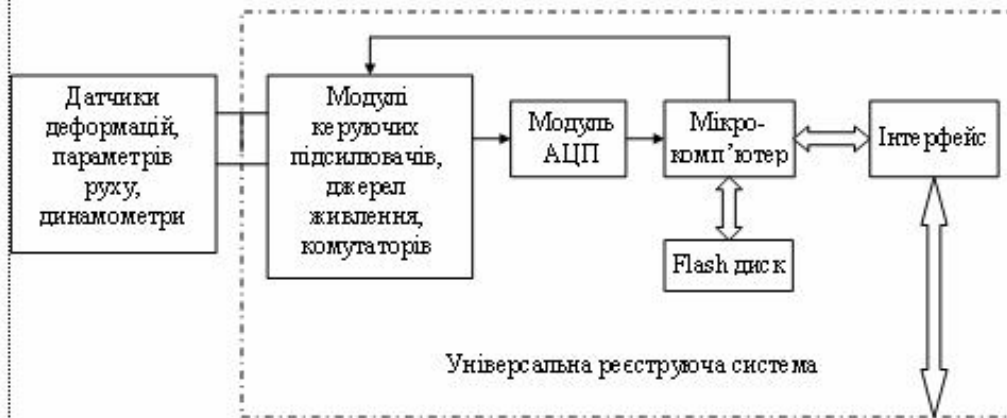 Датчики
деформацій,
параметрів
руху,
динамометри
Модулі
керуючих
підсилювачів,
джерел
живлення,
комутаторів
Модуль
АЦП
Мікро-
комп’ютер
Інтерфейс
Flash диск
Універсальна реєструюча система